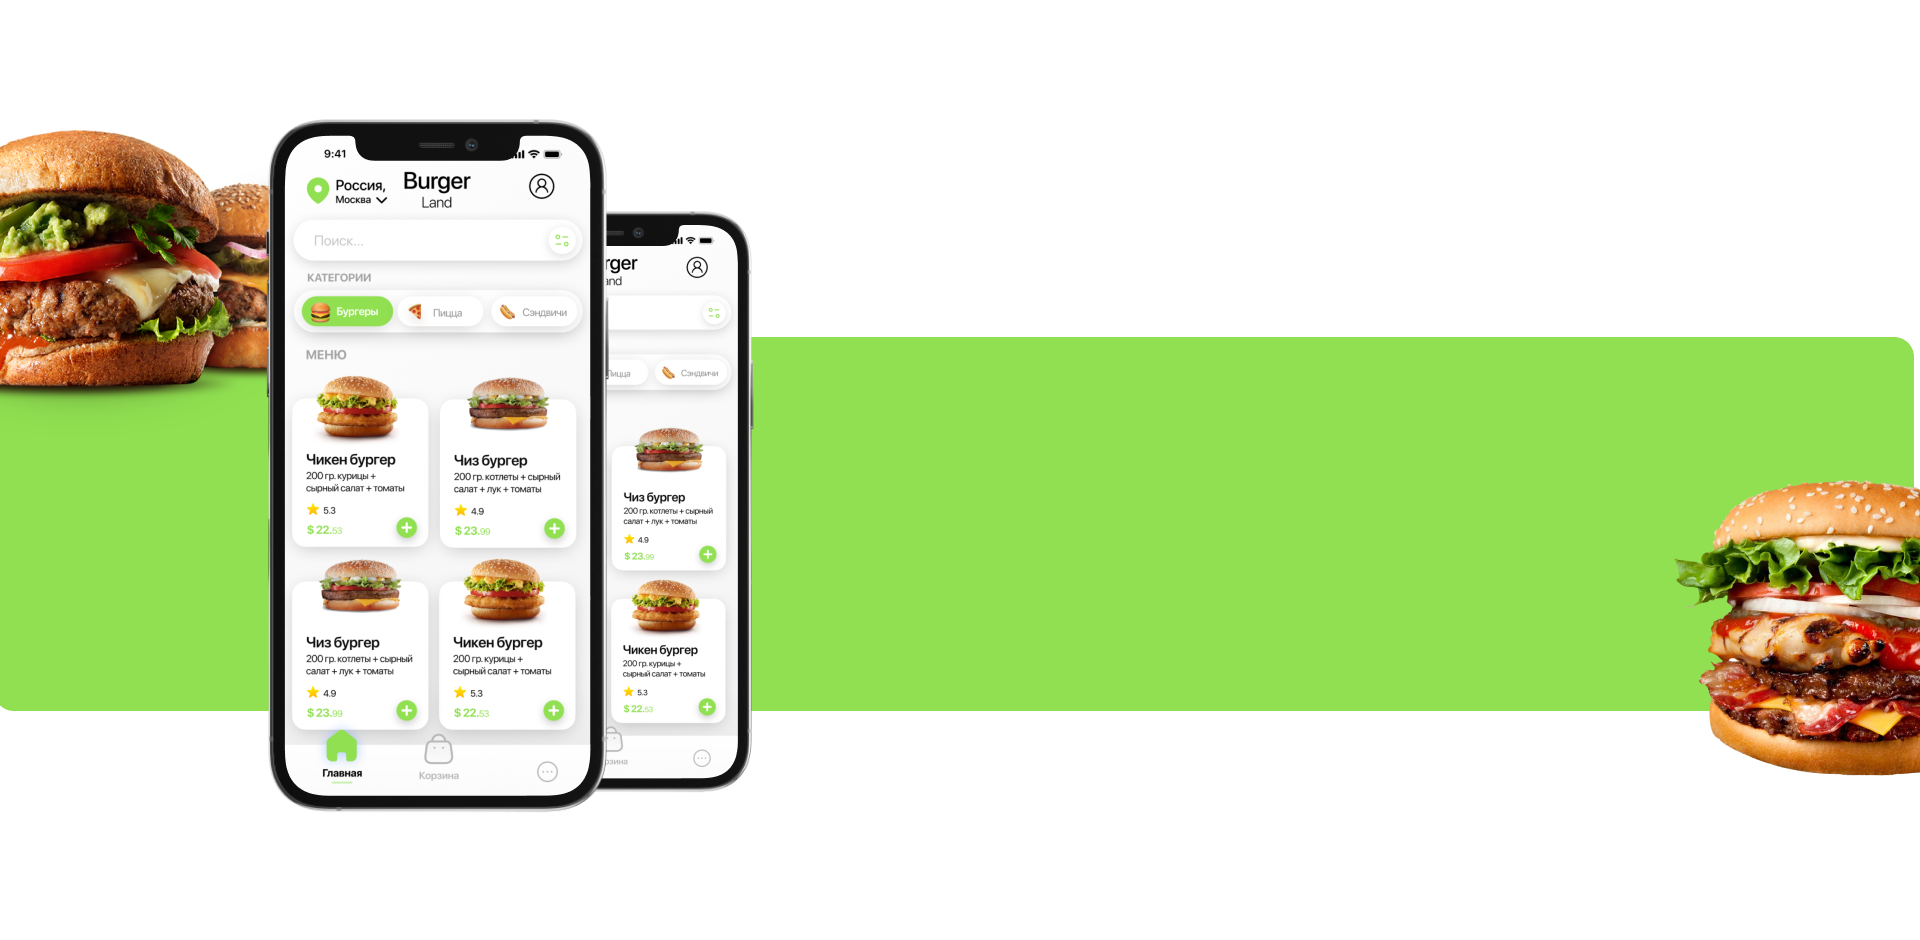 9:41
Россия,
Москва
Burger
Land
Поиск...
КАТЕГОРИИ
Бургеры
Пицца
Сэндвичи
МЕНЮ
Чикен бургер
200 гр. курицы +
сырный салат + томаты
5.3
$ 22.53
Чиз бургер
200 гр. котлеты + сырный
салат + лук + томаты
4.9
$ 23.99
Чиз бургер
200 гр. котлеты + сырный
салат + лук + томаты
4.9
$ 23.99
Чикен бургер
200 гр. курицы +
сырный салат + томаты
5.3
$ 22.53
Главная
Корзина
rger
and
Пицца
Сэндвичи
Чиз бургер
200 гр. котлеты + сырный
салат + лук + томаты
4.9
$ 23.99
Чикен бургер
200 гр. курицы +
сырный салат + томаты
5.3
$ 22.53
рзина